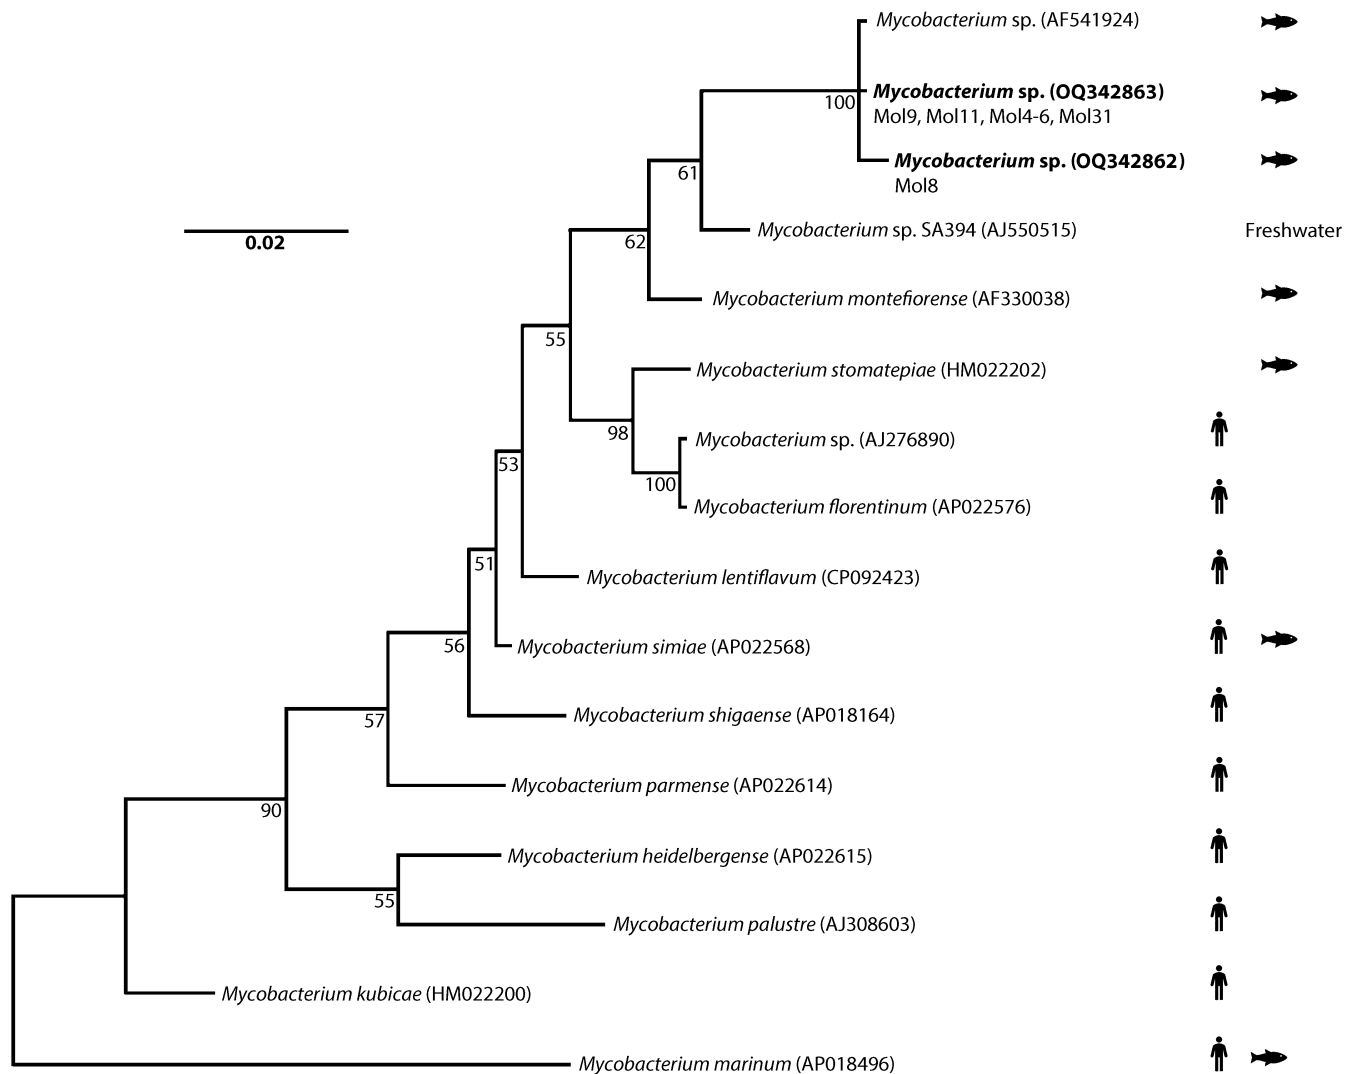 Mycobacterium sp. (AF541924)
100
Mycobacterium sp. (OQ342863)
Mol9, Mol11, Mol4-6, Mol31
Mycobacterium sp. (OQ342862)
Mol8
61
0.02
Mycobacterium sp. SA394 (AJ550515)
Freshwater
62
Mycobacterium montefiorense (AF330038)
55
Mycobacterium stomatepiae (HM022202)
98
Mycobacterium sp. (AJ276890)
53
100
Mycobacterium florentinum (AP022576)
51
Mycobacterium lentiflavum (CP092423)
56
Mycobacterium simiae (AP022568)
57
Mycobacterium shigaense (AP018164)
Mycobacterium parmense (AP022614)
90
Mycobacterium heidelbergense (AP022615)
55
Mycobacterium palustre (AJ308603)
Mycobacterium kubicae (HM022200)
Mycobacterium marinum (AP018496)